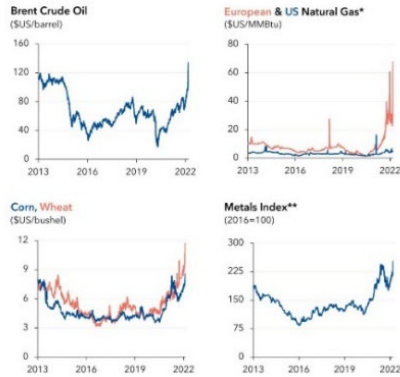 Brent Crude Oil
($US/barrel)
160
120
80
40
0
2013 2016 2019 2022
European & US Natural Gas*
($US/MMBtu)
80
60
40
20
0
2013 2016 2019 2022
Corn, Wheat
($US/bushel)
12
9
6
3
0
2013 2016 2019 2022
Metals Index**
(2016=100)
300
225
150
75
0
2013 2016 2019 2022